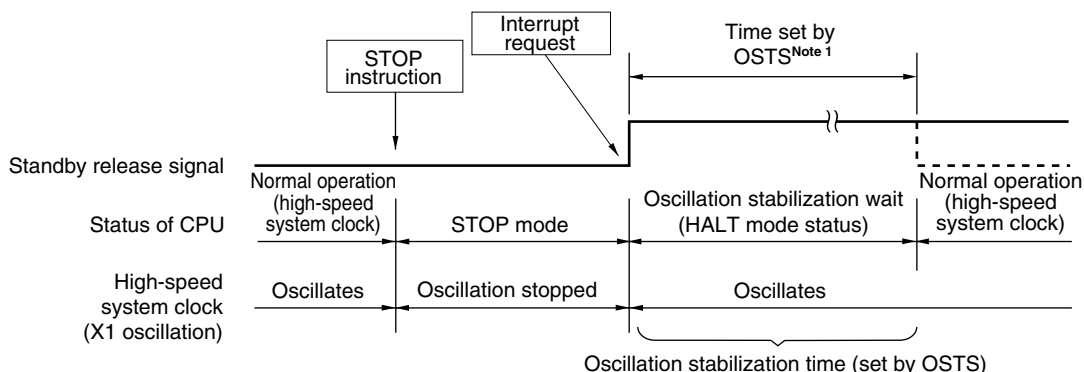 Interrupt
request
STOP
instruction
Time set by
OSTSNote 1
Standby release signal
Normal operation
(high-speed
system clock)
Oscillation stabilization wait
(HALT mode status)
Normal operation
(high-speed
system clock)
Status of CPU
STOP mode
High-speed
system clock
(X1 oscillation)
Oscillates
Oscillation stopped
Oscillates
Oscillation stabilization time (set by OSTS)